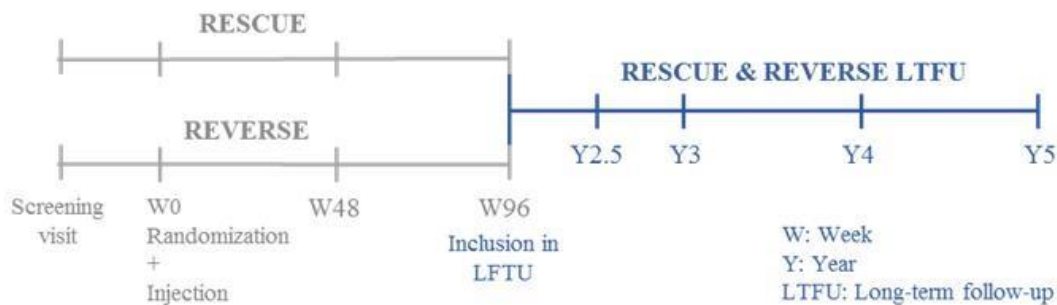 RESCUE
RESCUE & REVERSE LTFU
REVERSE
Y2.5
Y3
Y4
Y5
Screening
visit
W0
Randomization
+
Injection
W48
W96
Inclusion in
LFTU
W: Week
Y: Year
LTFU: Long-term follow-up